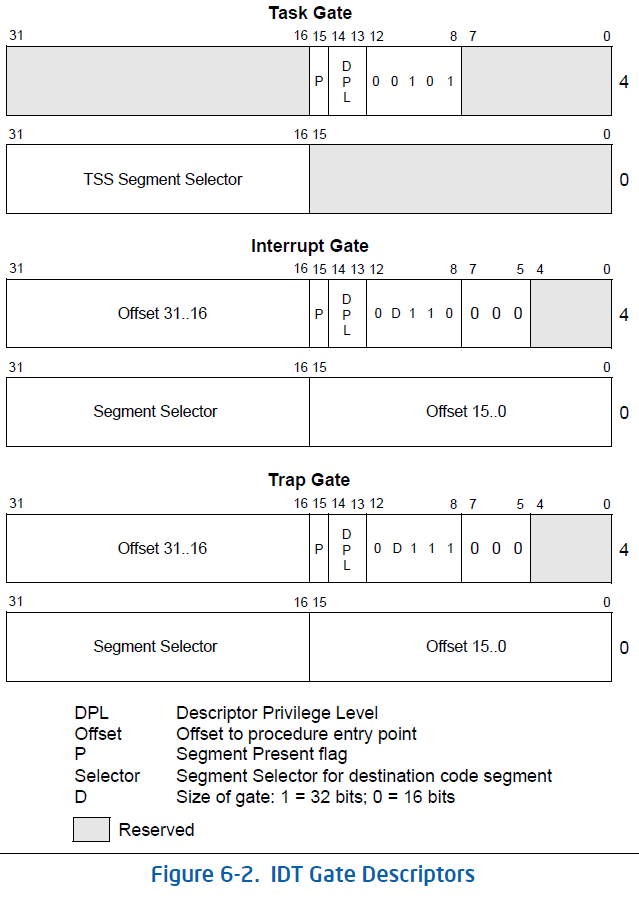 Task Gate
31 16 15 14 13 12 8 7 0
P D P L 0 0 1 0 1 4
31 16 15 0
TSS Segment Selector 0
Interrupt Gate
31 16 15 14 13 12 8 7 5 4 0
Offset 31..16 P D P L 0 D 1 1 0 0 0 0 4
31 16 15 0
Segment Selector Offset 15..0 0
Trap Gate
31 16 15 14 13 12 8 7 5 4 0
Offset 31..16 P D P L 0 D 1 1 1 0 0 0 4
31 16 15 0
Segment Selector Offset 15..0 0
DPL Descriptor Privilege Level
Offset Offset to procedure entry point
P Segment Present flag
Selector Segment Selector for destination code segment
D Size of gate: 1 = 32 bits; 0 = 16 bits
Reserved
Figure 6-2. IDT Gate Descriptors